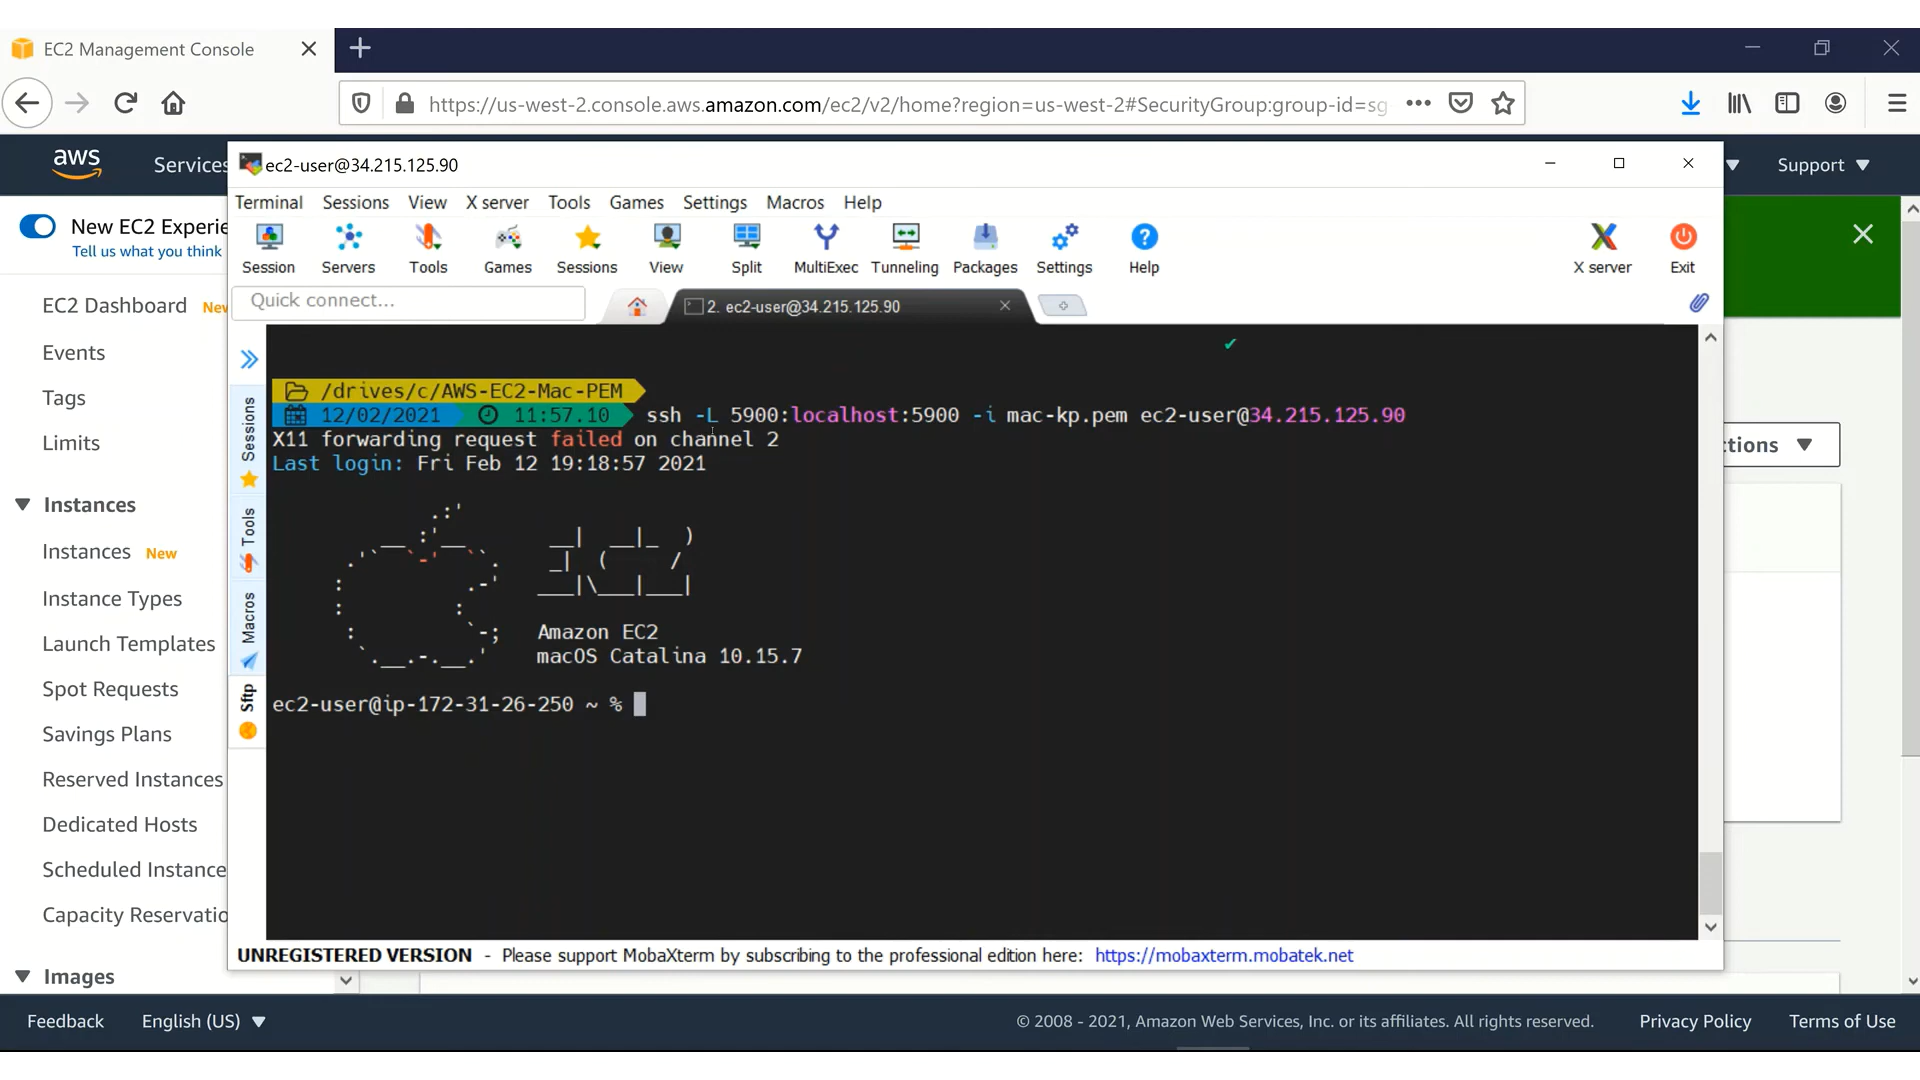 EC2 Management Console
https://us-west-2.console.aws.amazon.com/ec2/v2/home?region=us-west-2#SecurityGroup:group-id=sg
aws Services
Support
ec2-user@34.215.125.90
Terminal Sessions View X server Tools Games Settings Macros Help
Session Servers Tools Games Sessions View Split MultiExec Tunneling Packages Settings Help X server Exit
Quick connect...
2. ec2-user@34.215.125.90
New EC2 Experie
Tell us what you think
EC2 Dashboard New
Events
Tags
Limits
Instances
Instances New
Instance Types
Launch Templates
Spot Requests
Savings Plans
Reserved Instances
Dedicated Hosts
Scheduled Instance
Capacity Reservatio
Images
Sessions
Tools
Macros
Sftp
/drives/c/AWS-EC2-Mac-PEM
12/02/2021 11:57.10 ssh -L 5900:localhost:5900 -i mac-kp.pem ec2-user@34.215.125.90
X11 forwarding request failed on channel 2
Last login: Fri Feb 12 19:18:57 2021
Amazon EC2
macOS Catalina 10.15.7
ec2-user@ip-172-31-26-250 ~ %
ctions
UNREGISTERED VERSION - Please support MobaXterm by subscribing to the professional edition here: https://mobaxterm.mobatek.net
Feedback English (US)
© 2008 - 2021, Amazon Web Services, Inc. or its affiliates. All rights reserved. Privacy Policy Terms of Use